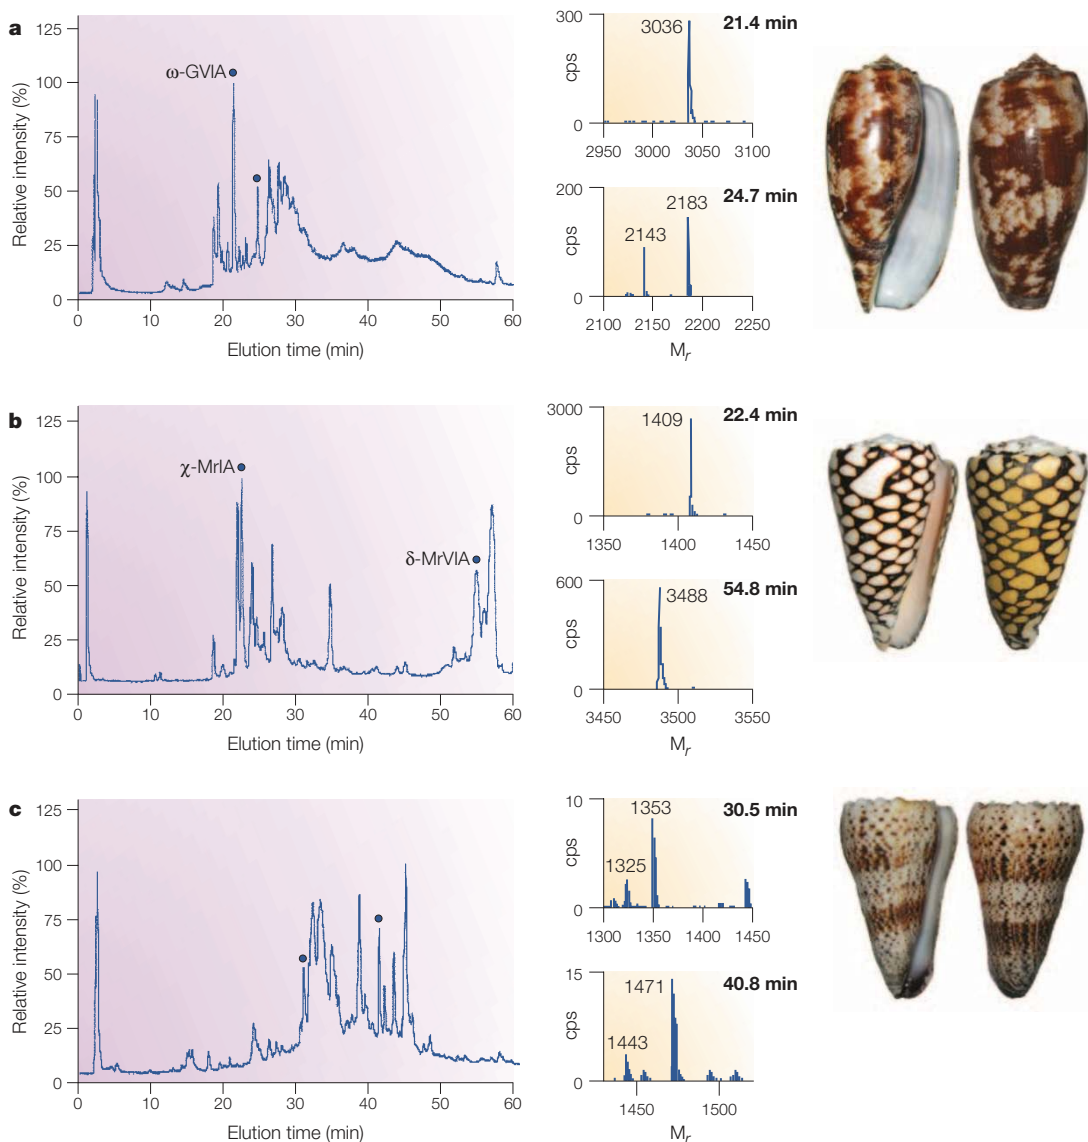 a
Relative intensity (%)
125
100
75
50
25
0
ω-GVIA
0 10 20 30 40 50 60
Elution time (min)
cps
300
0
3036
21.4 min
2950 3000 3050 3100
cps
200
0
2143
2183
24.7 min
2100 2150 2200 2250
Mr
b
Relative intensity (%)
125
100
75
50
25
0
χ-MrIA
δ-MrVIA
0 10 20 30 40 50 60
Elution time (min)
cps
3000
0
1409
22.4 min
1350 1400 1450
cps
600
0
3488
54.8 min
3450 3500 3550
Mr
c
Relative intensity (%)
125
100
75
50
25
0
0 10 20 30 40 50 60
Elution time (min)
cps
10
0
1325
1353
30.5 min
1300 1350 1400 1450
cps
15
0
1443
1471
40.8 min
1450 1500
Mr